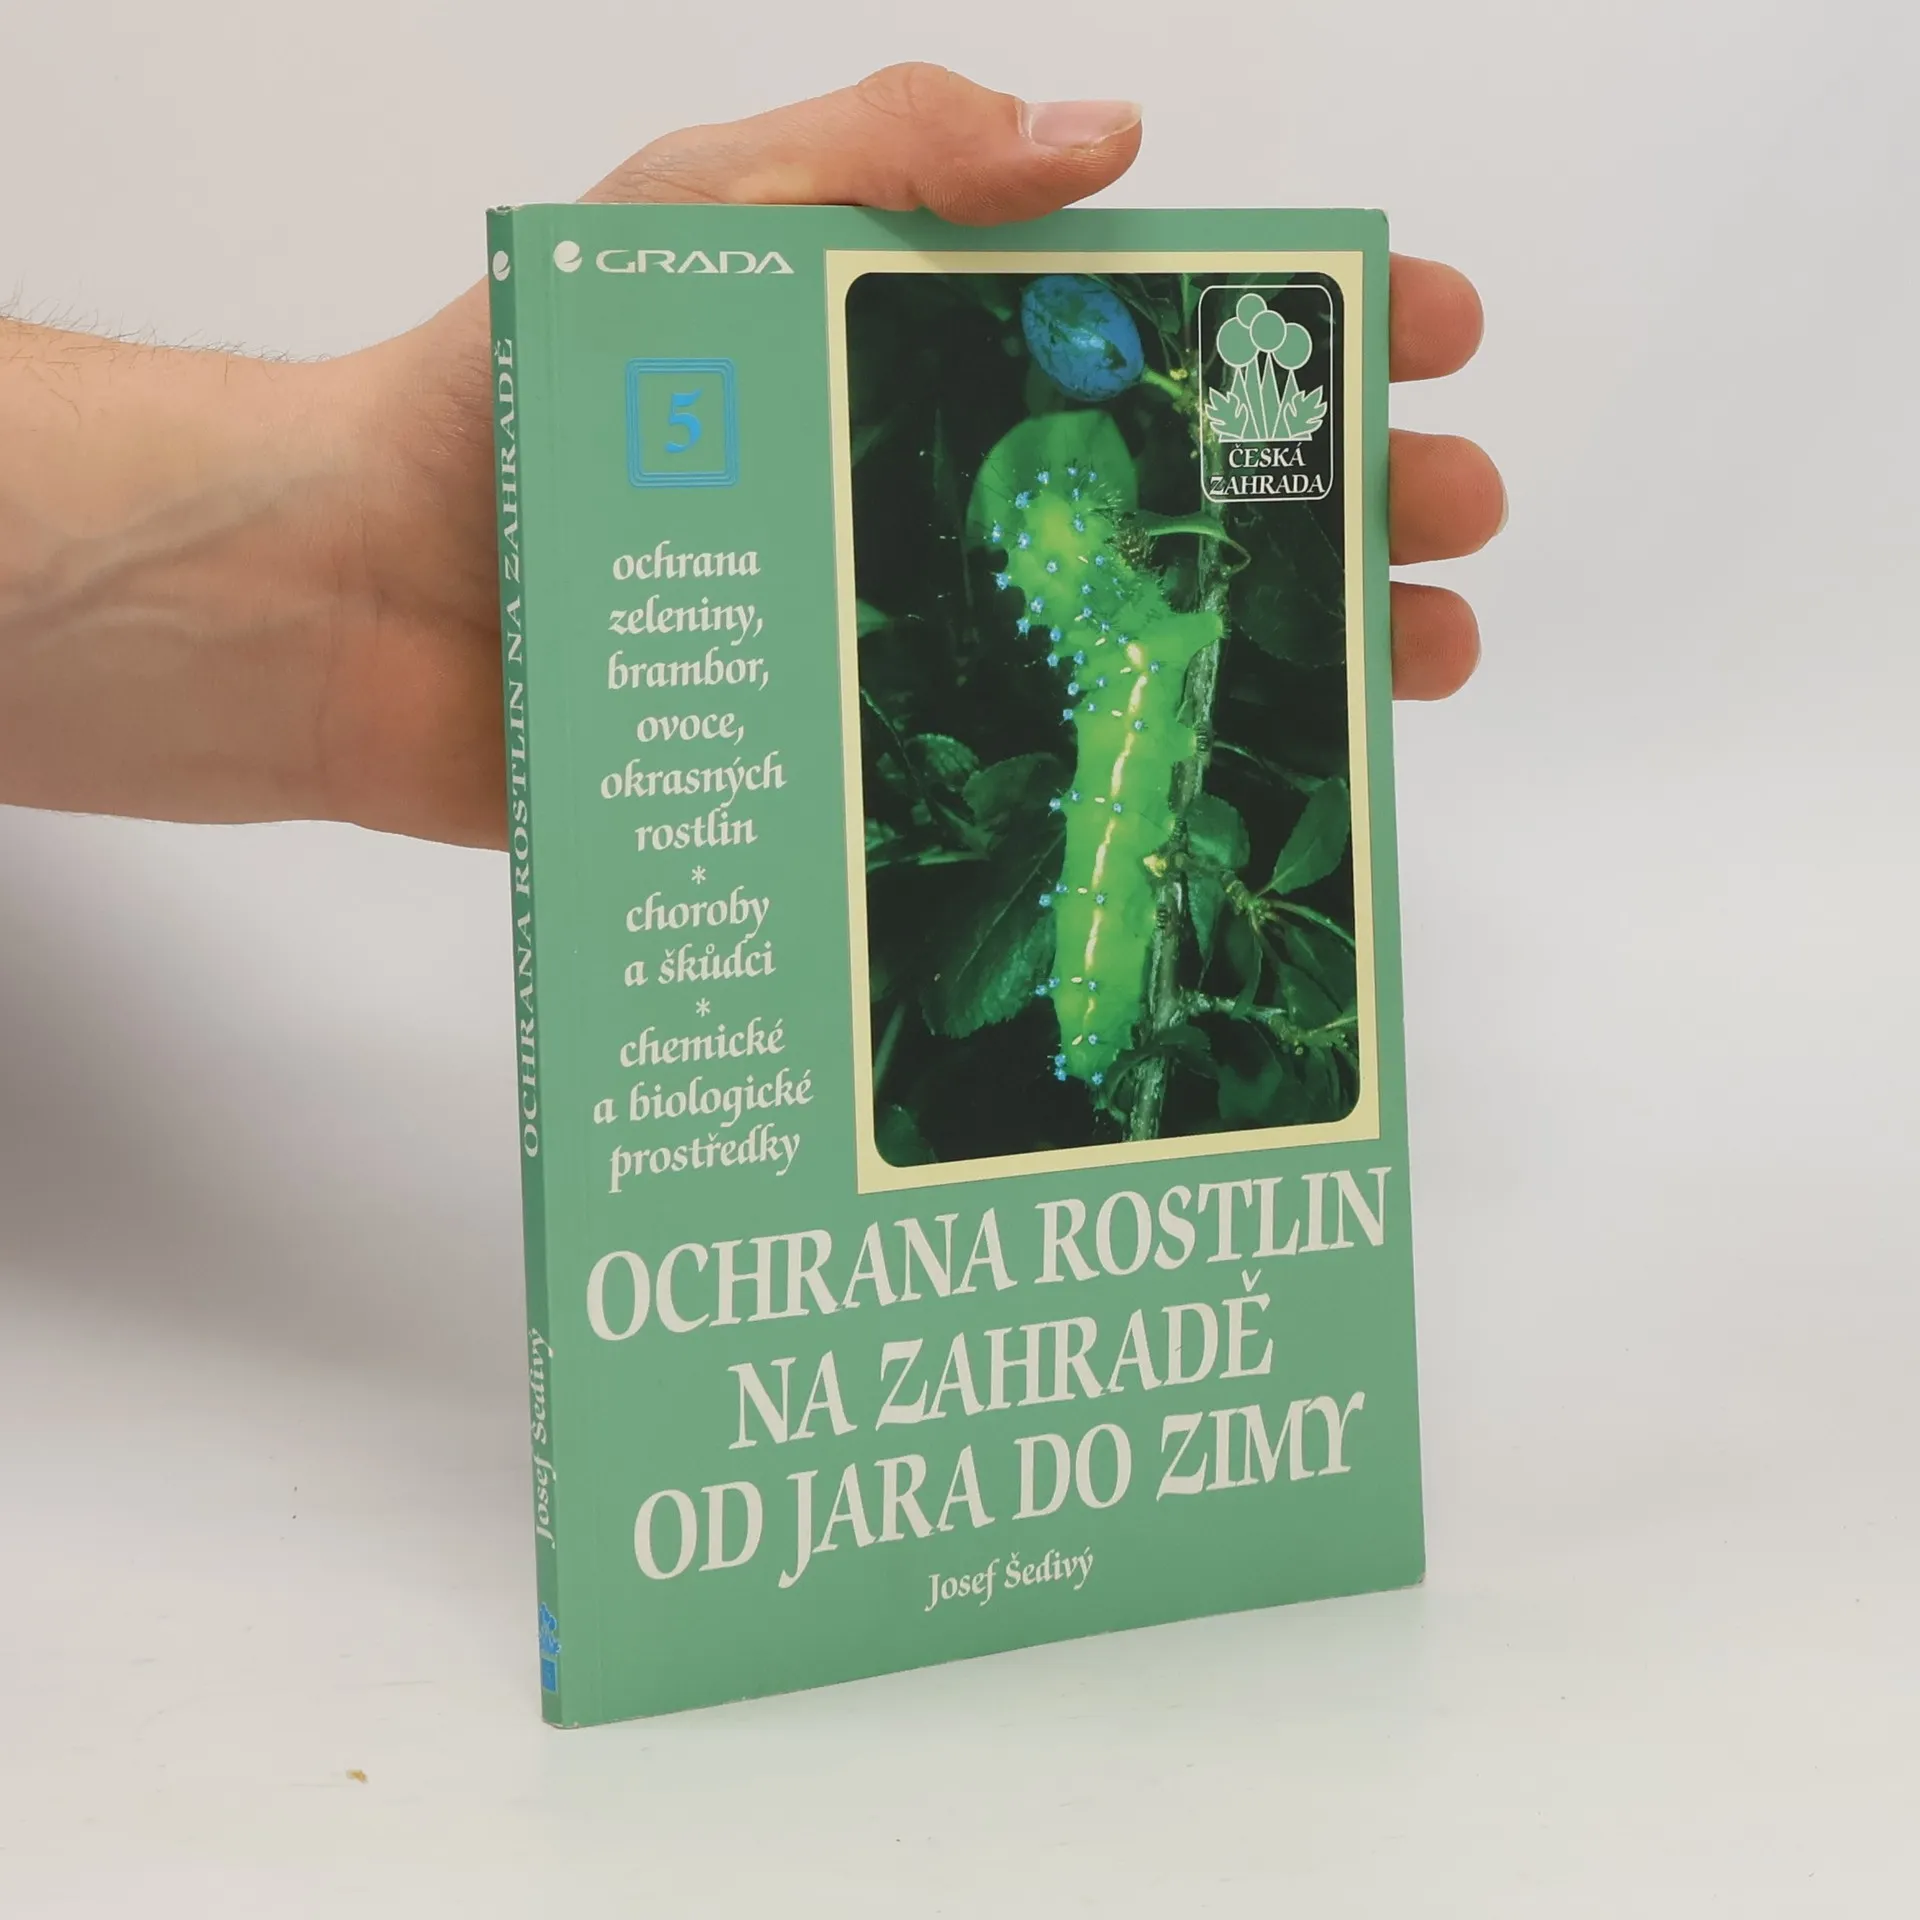 GRADA
5
ČESKÁ
ZAHRADA
ochrana
zeleniny,
brambor,
ovoce,
okrasných
rostlin
*
choroby
a škůdci
*
chemické
a biologické
prostředky
OCHRANA ROSTLIN
NA ZAHRADĚ
OD JARA DO ZIMY
Josef Šedivý
OCHRANA ROSTLIN NA ZAHRADĚ
Josef Šedivý